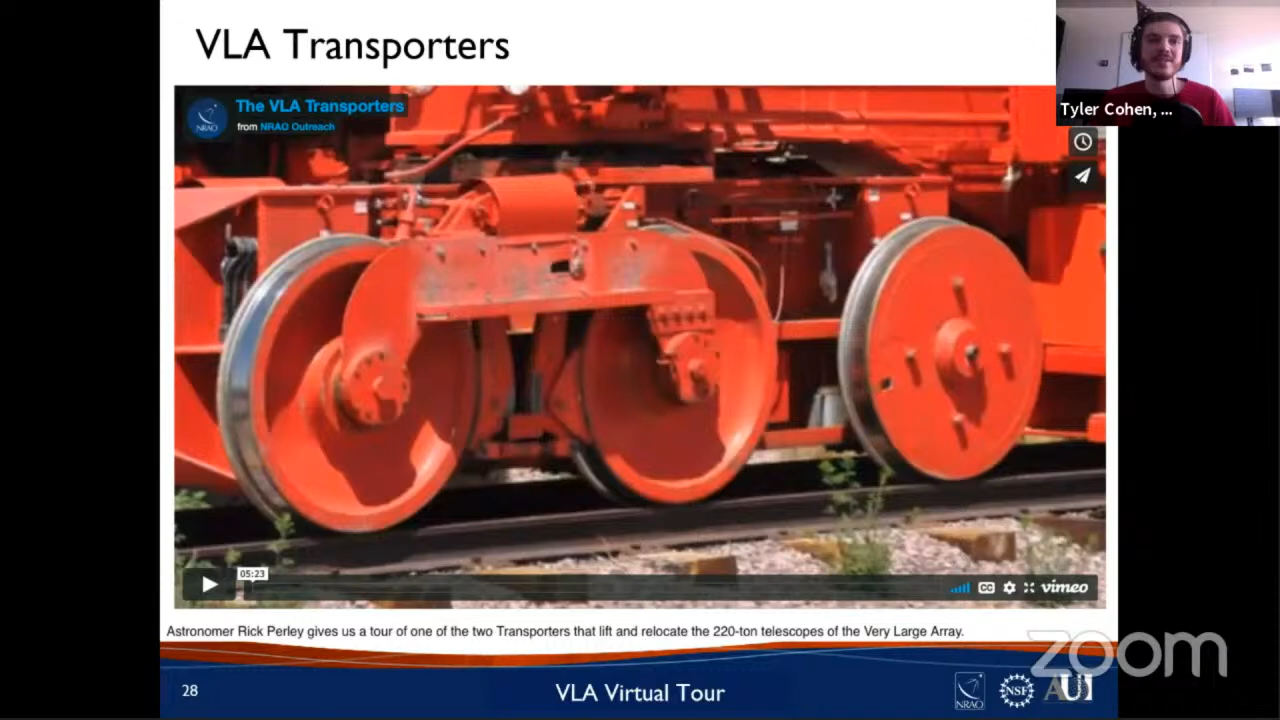 VLA Transporters
The VLA Transporters
from NRAO Outreach
NRAO
Tyler Cohen, ...
05:23
CC
vimeo
Astronomer Rick Perley gives us a tour of one of the two Transporters that lift and relocate the 220-ton telescopes of the Very Large Array.
zoom
28
VLA Virtual Tour
NRAO
NSF
AUI